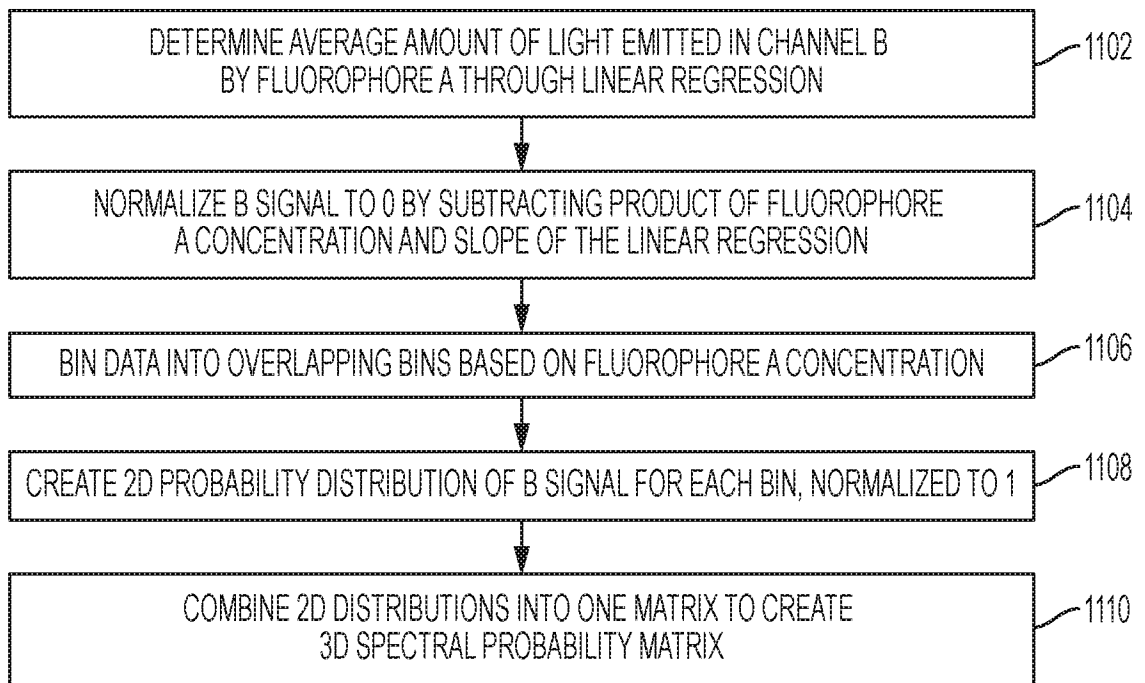 DETERMINE AVERAGE AMOUNT OF LIGHT EMITTED IN CHANNEL B
BY FLUOROPHORE A THROUGH LINEAR REGRESSION
1102
NORMALIZE B SIGNAL TO 0 BY SUBTRACTING PRODUCT OF FLUOROPHORE
A CONCENTRATION AND SLOPE OF THE LINEAR REGRESSION
1104
BIN DATA INTO OVERLAPPING BINS BASED ON FLUOROPHORE A CONCENTRATION
1106
CREATE 2D PROBABILITY DISTRIBUTION OF B SIGNAL FOR EACH BIN, NORMALIZED TO 1
1108
COMBINE 2D DISTRIBUTIONS INTO ONE MATRIX TO CREATE
3D SPECTRAL PROBABILITY MATRIX
1110